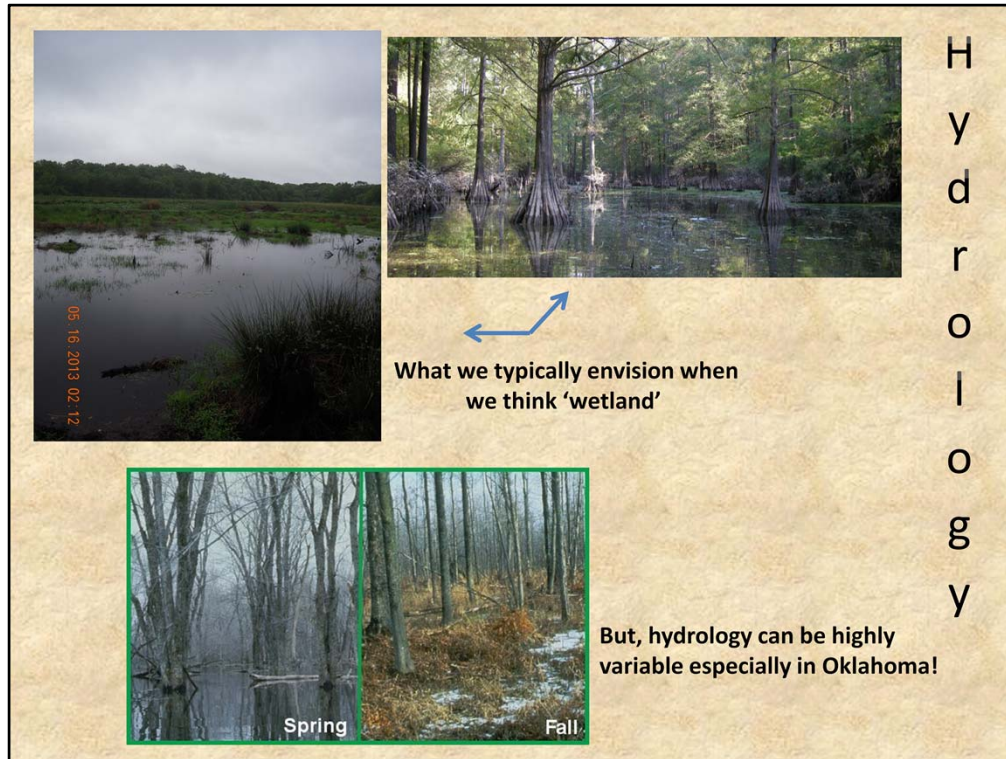 Hydrology
05.16.2013 02:12
What we typically envision when
we think ‘wetland’
Spring
Fall
But, hydrology can be highly
variable especially in Oklahoma!